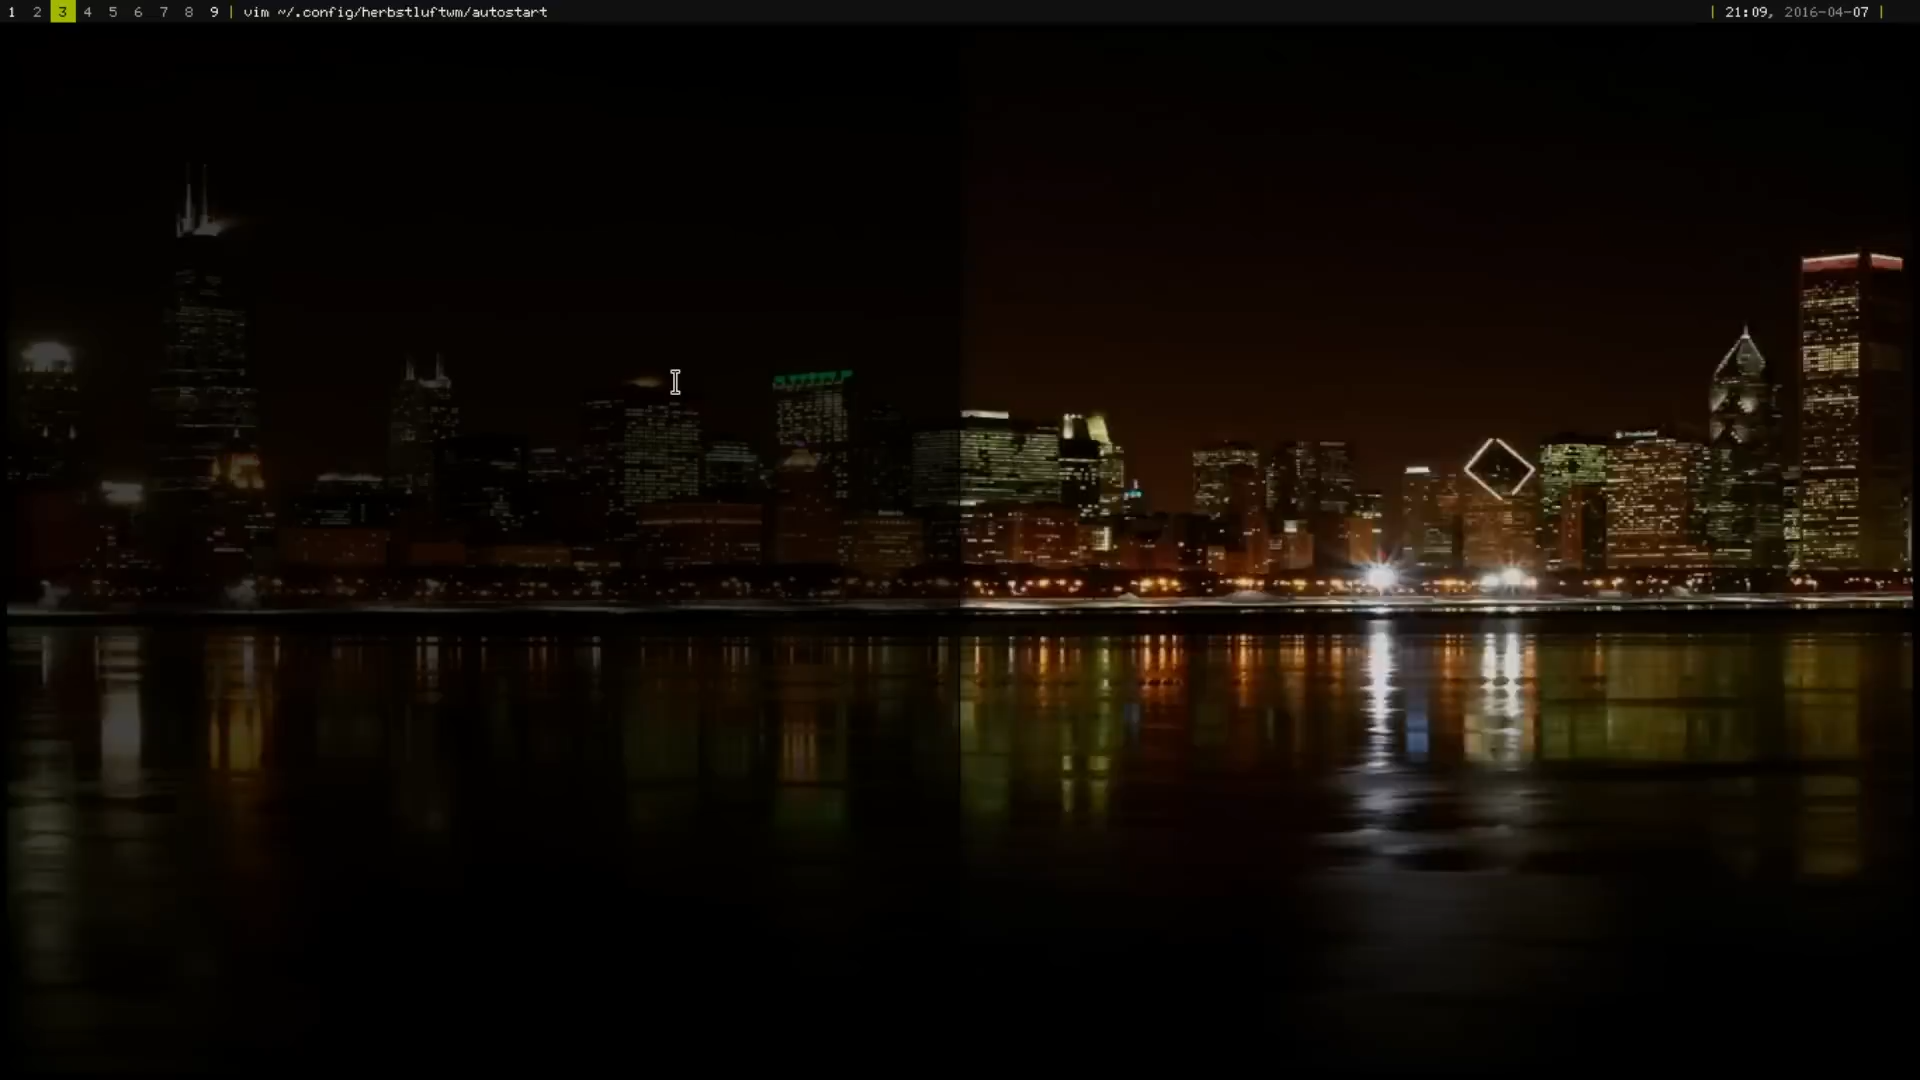 1 2 3 4 5 6 7 8 9 | vim ~/.config/herbstluftwm/autostart | 21:09, 2016-04-07 |